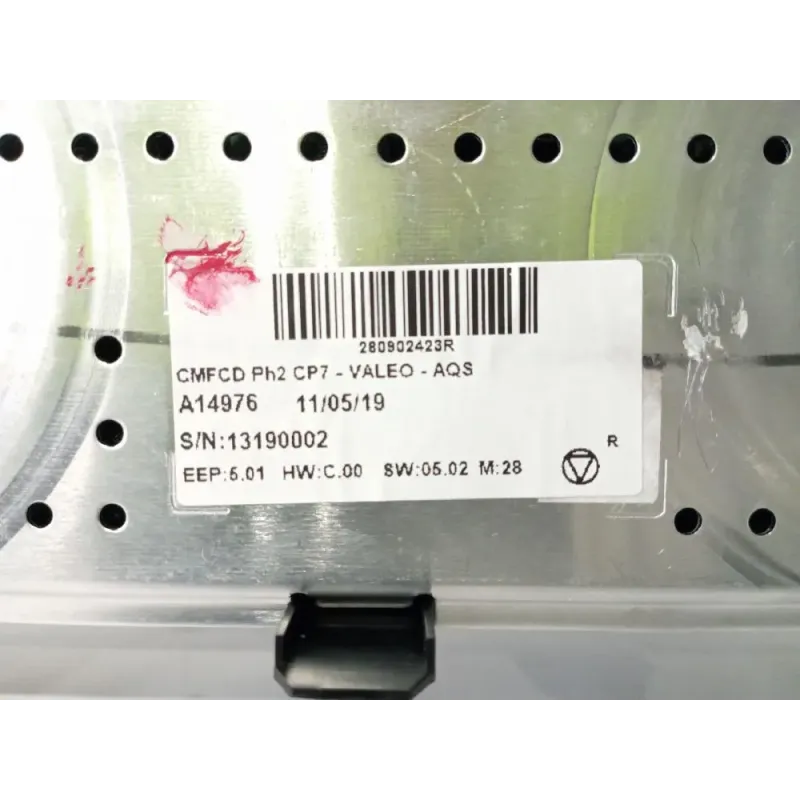 280902423R
CMFCD Ph2 CP7 - VALEO - AQS
A14976 11/05/19
S/N:13190002
R
EEP:5.01 HW:C.00 SW:05.02 M:28